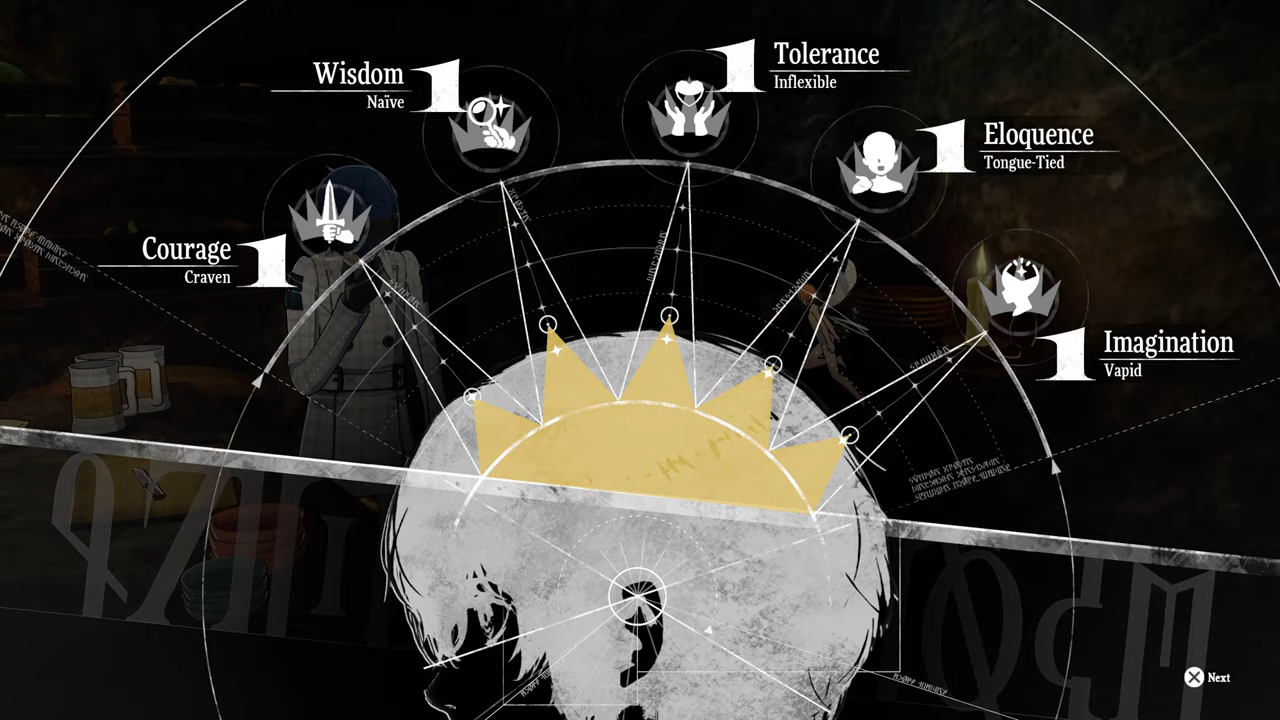 Tolerance
1
Inflexible
Wisdom
1
Naïve
Eloquence
1
Tongue-Tied
Courage
1
Craven
Imagination
1
Vapid
Next